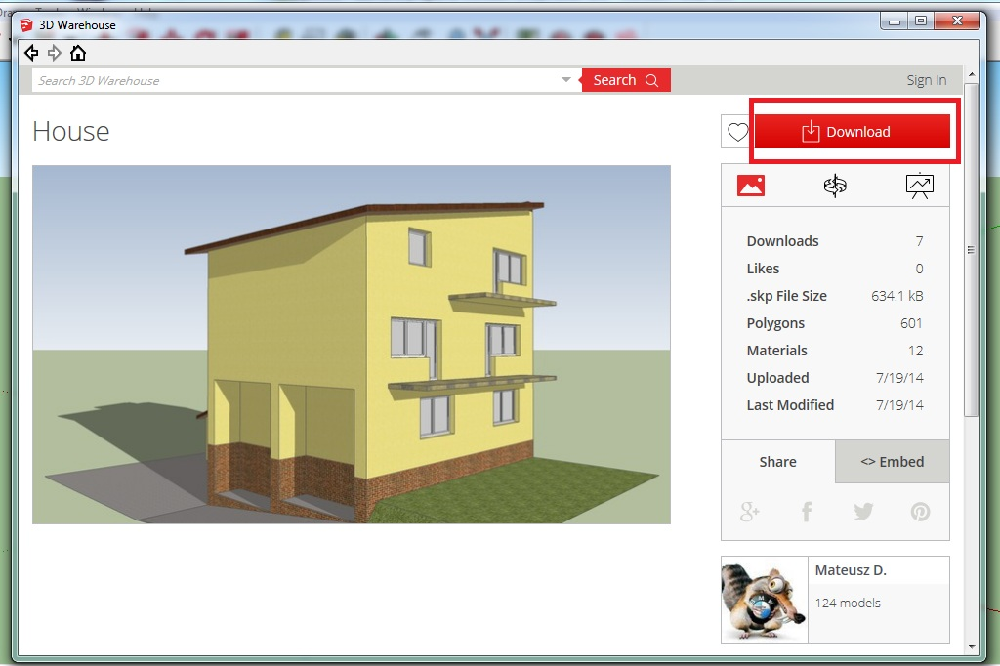 3D Warehouse
Search 3D Warehouse
Search
Sign In
House
Download
Downloads 7
Likes 0
.skp File Size 634.1 kB
Polygons 601
Materials 12
Uploaded 7/19/14
Last Modified 7/19/14
Share
<> Embed
Mateusz D.
124 models